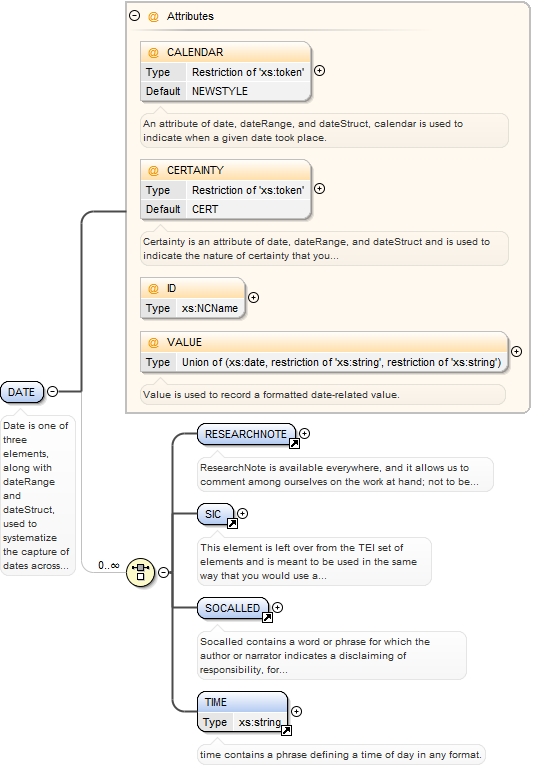 @ Attributes
@ CALENDAR
Type Restriction of 'xs:token'
Default NEWSTYLE
An attribute of date, dateRange, and dateStruct, calendar is used to
indicate when a given date took place.
@ CERTAINTY
Type Restriction of 'xs:token'
Default CERT
Certainty is an attribute of date, dateRange, and dateStruct and is used to
indicate the nature of certainty that you...
@ ID
Type xs:NCName
@ VALUE
Type Union of (xs:date, restriction of 'xs:string', restriction of 'xs:string')
Value is used to record a formatted date-related value.
DATE
Date is one of
three
elements,
along with
dateRange
and
dateStruct,
used to
systematize
the capture of
dates across...
0..∞
RESEARCHNOTE
ResearchNote is available everywhere, and it allows us to
comment among ourselves on the work at hand; not to be...
SIC
This element is left over from the TEI set of
elements and is meant to be used in the same
way that you would use a...
SOCALLED
Socalled contains a word or phrase for which the
author or narrator indicates a disclaiming of
responsibility, for...
TIME
Type xs:string
time contains a phrase defining a time of day in any format.